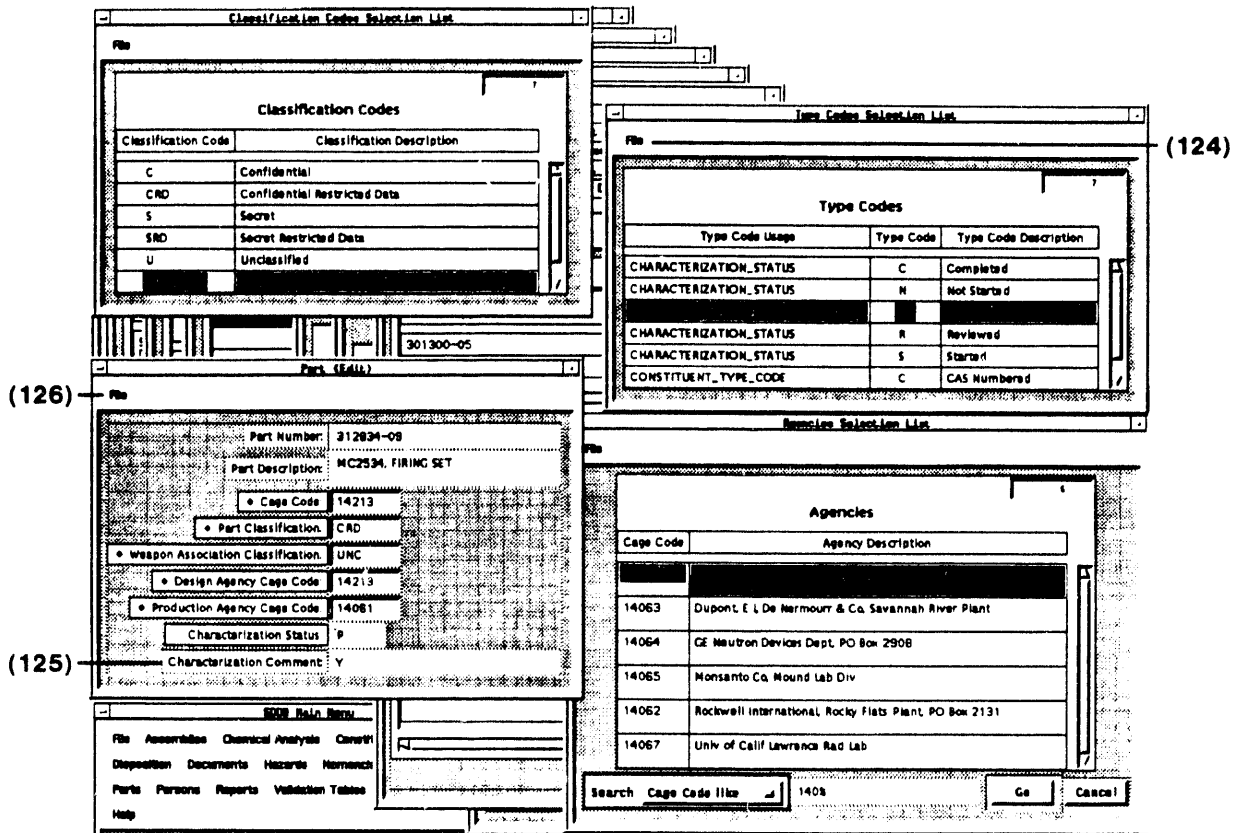 Classification Codes Selection List
File
7
Classification Codes
Classification Code Classification Description
C Confidential
CRD Confidential Restricted Data
S Secret
SRD Secret Restricted Data
U Unclassified
Type Codes Selection List
File
(124)
7
Type Codes
Type Code Usage Type Code Type Code Description
CHARACTERIZATION_STATUS C Completed
CHARACTERIZATION_STATUS N Not Started
CHARACTERIZATION_STATUS R Reviewed
CHARACTERIZATION_STATUS S Started
CONSTITUENT_TYPE_CODE C CAS Numbered
301300-05
Part (Edit)
(126)
File
Part Number: 312834-09
Part Description: MC2534, FIRING SET
Cage Code 14213
Part Classification. CRD
Weapon Association Classification. UNC
Design Agency Cage Code 14213
Production Agency Cage Code 14061
Characterization Status P
(125)
Characterization Comment: Y
Agencies Selection List
File
6
Agencies
Cage Code Agency Description
14063 Dupont, E I, De Nermourr & Co, Savannah River Plant
14064 GE Neutron Devices Dept, PO Box 2908
14065 Monsanto Co, Mound Lab Div
14062 Rockwell International, Rocky Flats Plant, PO Box 2131
14067 Univ of Calif Lawrence Rad Lab
Search Cage Code like 140% Go Cancel
Main Menu
File Assemblies Chemical Analysis
Disposition Documents Hazards
Parts Persons Reports Validation Tables
Help